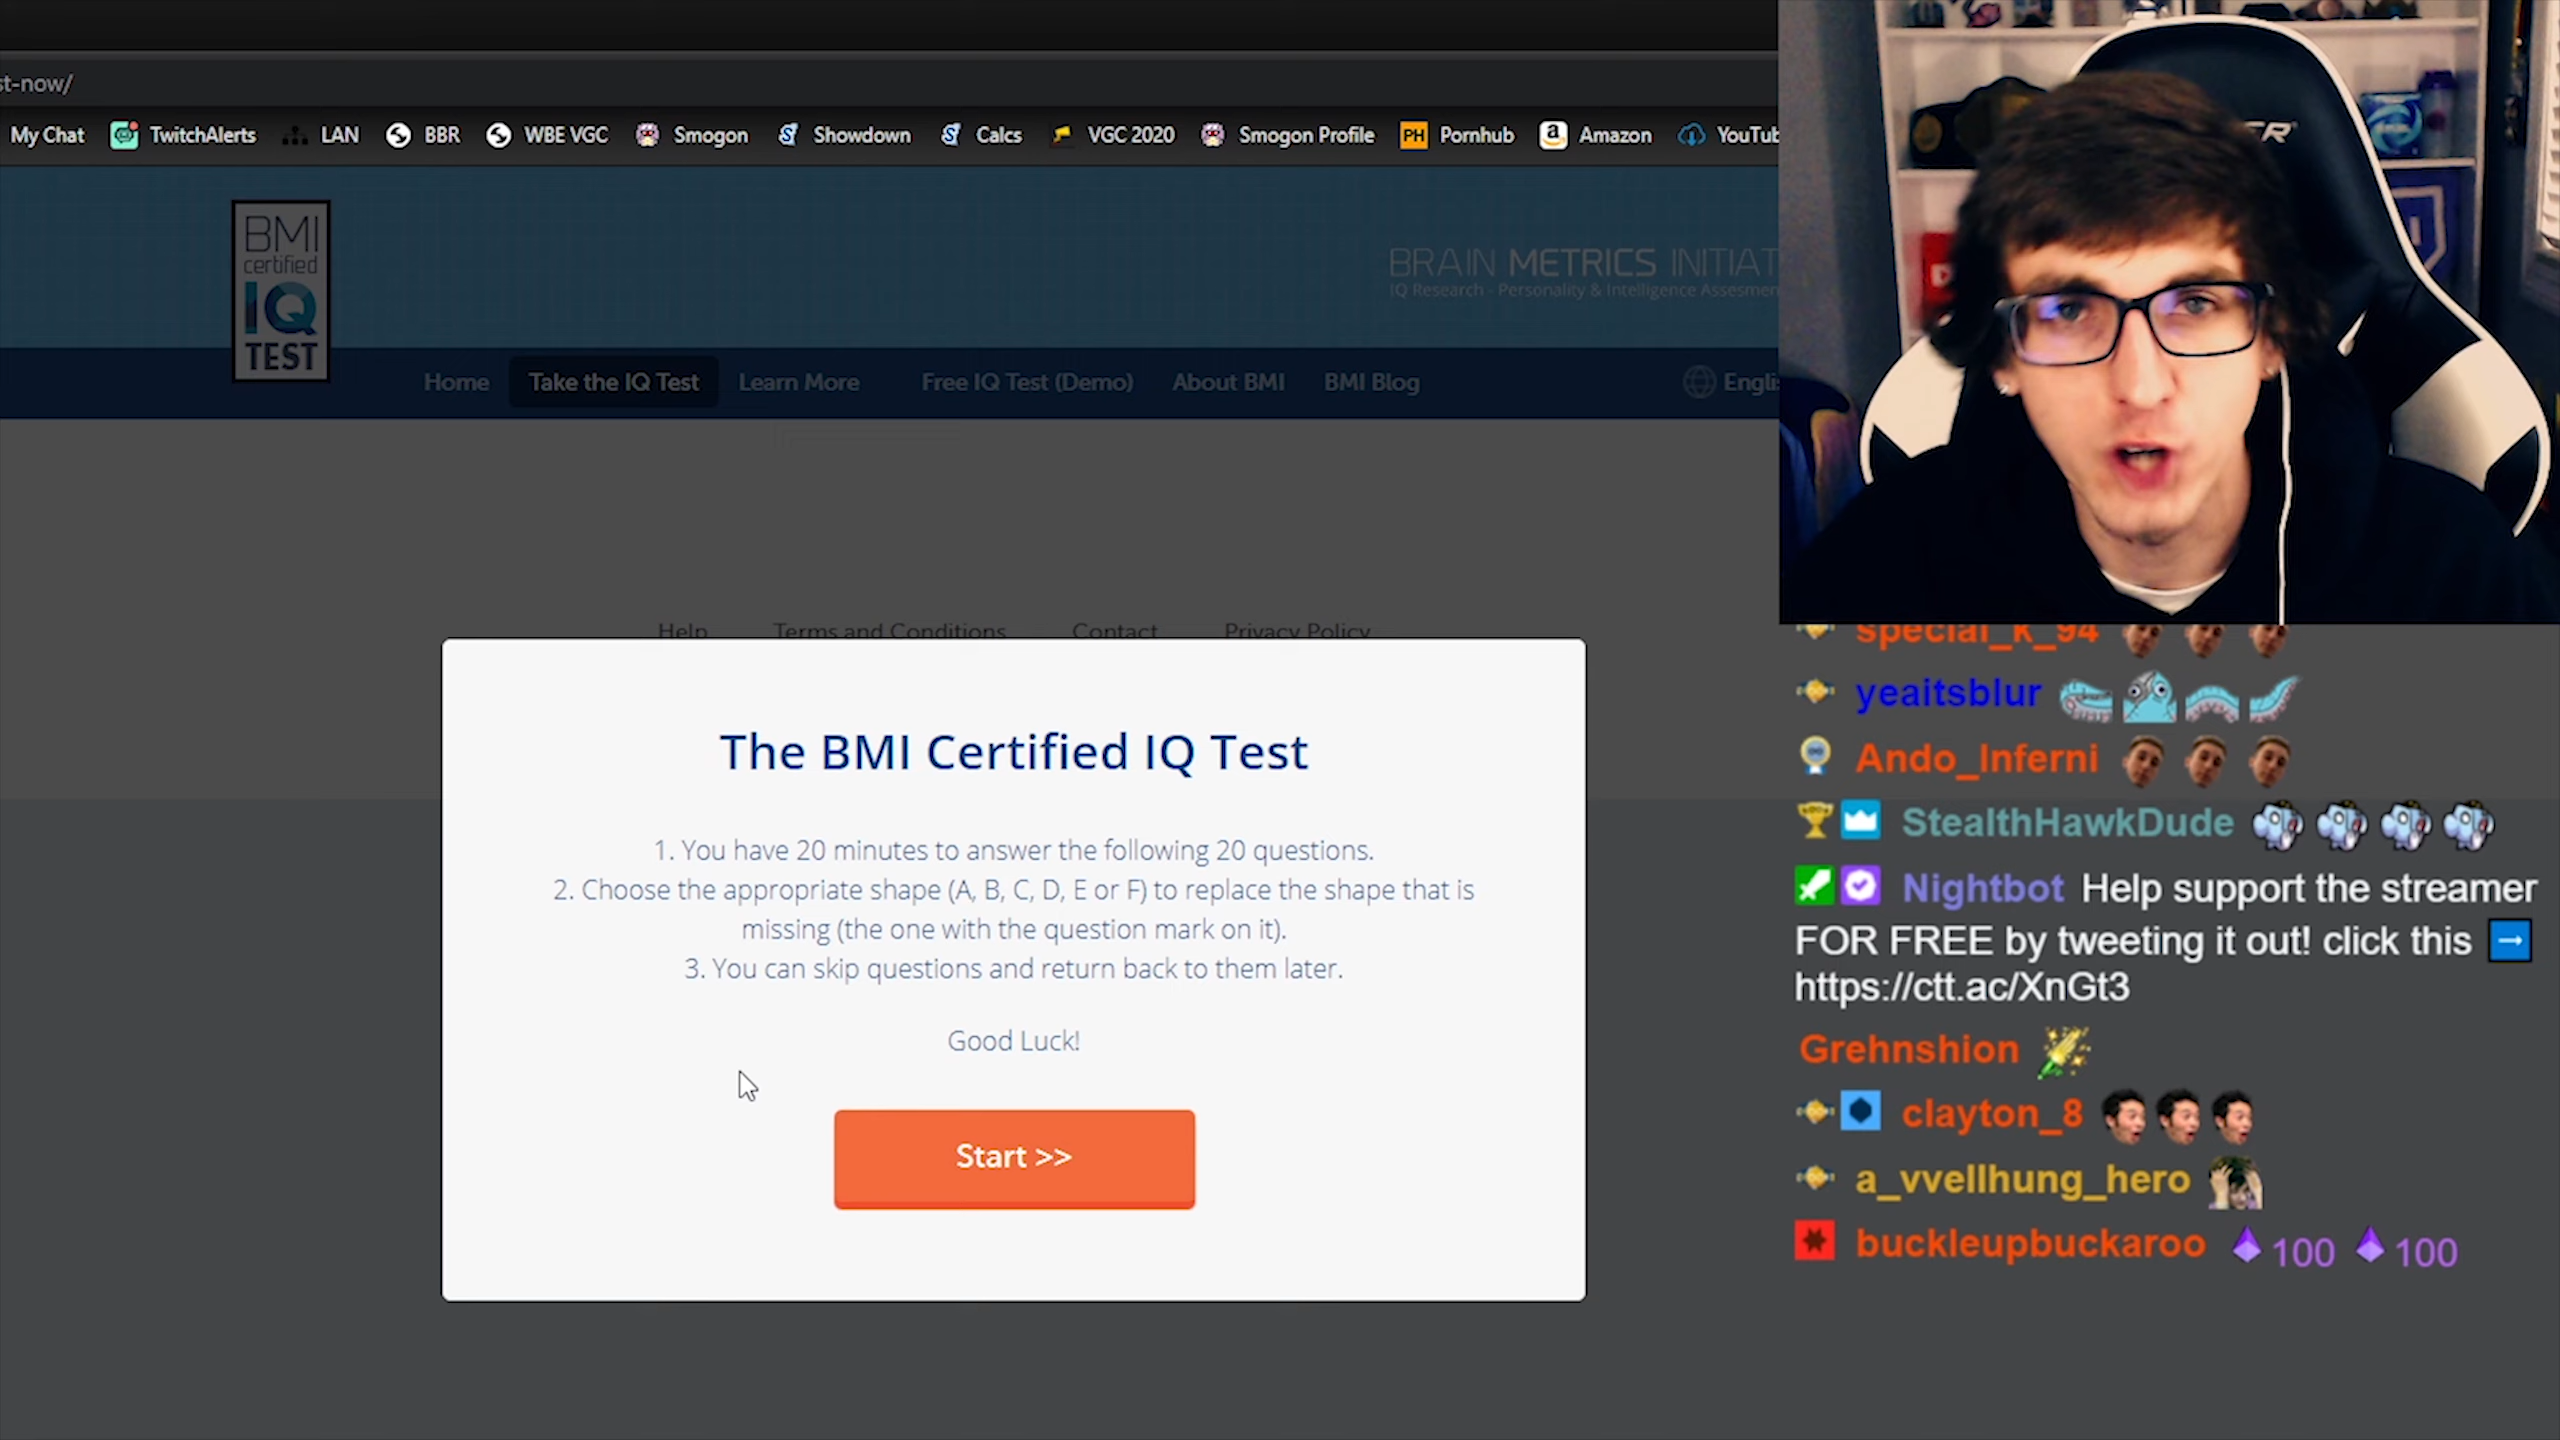 st-now/
My Chat TwitchAlerts LAN BBR WBE VGC Smogon Showdown Calcs VGC 2020 Smogon Profile PH Pornhub Amazon YouTub
BMI
certified
IQ
TEST
BRAIN METRICS INITIAT
IQ Research - Personality & Intelligence Assesmen
Home Take the IQ Test Learn More Free IQ Test (Demo) About BMI BMI Blog Englis
Help Terms and Conditions Contact Privacy Policy
The BMI Certified IQ Test
1. You have 20 minutes to answer the following 20 questions.
2. Choose the appropriate shape (A, B, C, D, E or F) to replace the shape that is
missing (the one with the question mark on it).
3. You can skip questions and return back to them later.
Good Luck!
Start >>
special_k_94
yeaitsblur
Ando_Inferni
StealthHawkDude
Nightbot Help support the streamer
FOR FREE by tweeting it out! click this
https://ctt.ac/XnGt3
Grehnshion
clayton_8
a_vvellhung_hero
buckleupbuckaroo 100 100